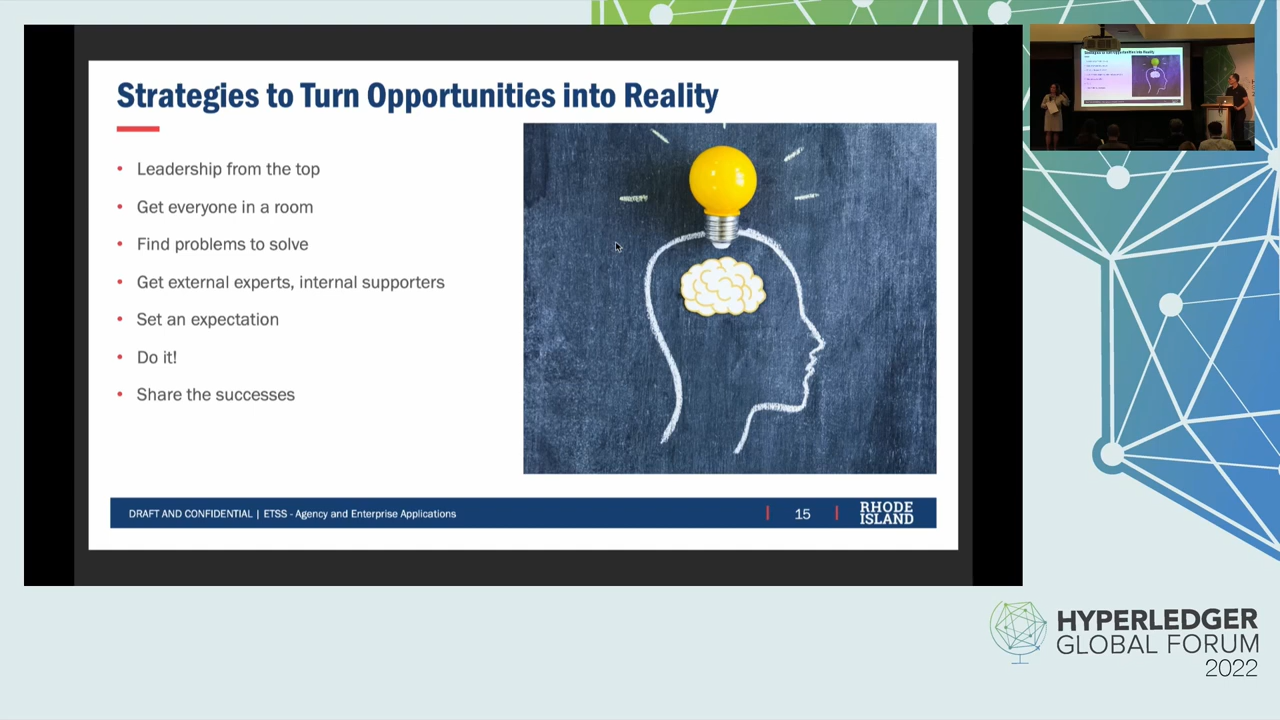 Strategies to Turn Opportunities into Reality
• Leadership from the top
• Get everyone in a room
• Find problems to solve
• Get external experts, internal supporters
• Set an expectation
• Do it!
• Share the successes
DRAFT AND CONFIDENTIAL | ETSS - Agency and Enterprise Applications
15
RHODE
ISLAND
HYPERLEDGER
GLOBAL FORUM
2022